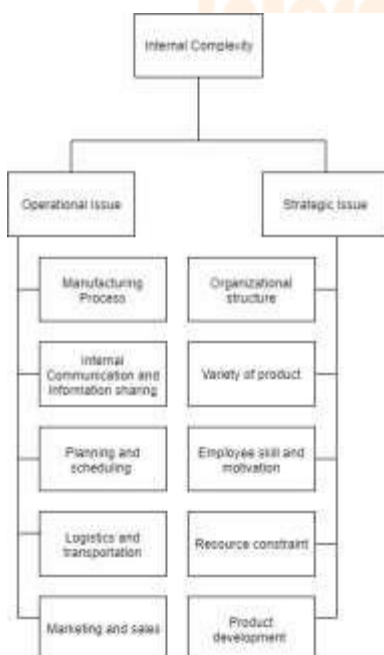 Internal Complexity
Operational Issue
Strategic Issue
Manufacturing
Process
Organizational
structure
Internal
Communication and
Information sharing
Variety of product
Planning and
scheduling
Employee skill and
motivation
Logistics and
transportation
Resource constraint
Marketing and sales
Product
development